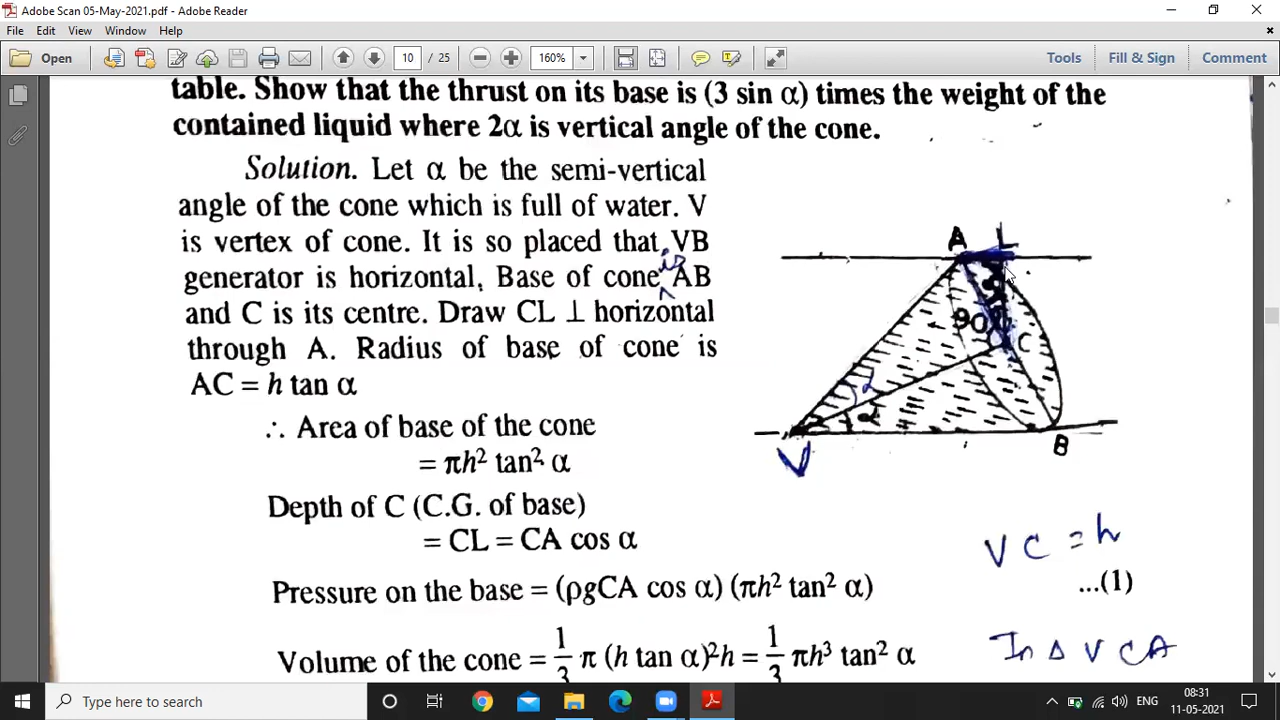 Adobe Scan 05-May-2021.pdf - Adobe Reader
File Edit View Window Help
Open 10 / 25 160% Tools Fill & Sign Comment
table. Show that the thrust on its base is (3 sin α) times the weight of the
contained liquid where 2α is vertical angle of the cone.
Solution. Let α be the semi-vertical
angle of the cone which is full of water. V
is vertex of cone. It is so placed that VB
generator is horizontal, Base of cone is AB
and C is its centre. Draw CL ⊥ horizontal
through A. Radius of base of cone is
AC = h tan α
∴ Area of base of the cone
= πh² tan² α
Depth of C (C.G. of base)
= CL = CA cos α
Pressure on the base = (ρgCA cos α) (πh² tan² α)
...(1)
Volume of the cone = 1/3 π (h tan α)²h = 1/3 πh³ tan² α
A L
90
C
α
α
V
B
VC = h
In Δ VCA
Type here to search
ENG
08:31
11-05-2021